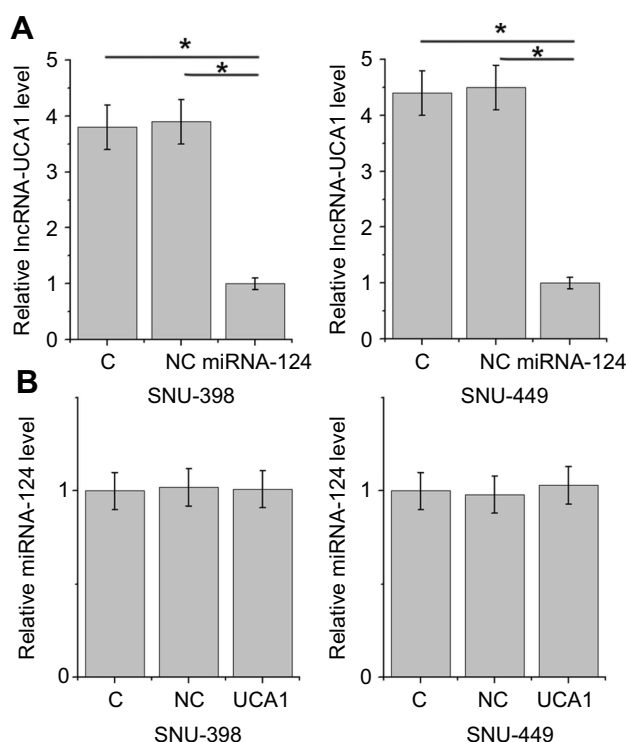 A
Relative lncRNA-UCA1 level
5
4
3
2
1
0
*
*
C NC miRNA-124
SNU-398
Relative lncRNA-UCA1 level
5
4
3
2
1
0
*
*
C NC miRNA-124
SNU-449
B
Relative miRNA-124 level
1
0
C NC UCA1
SNU-398
Relative miRNA-124 level
1
0
C NC UCA1
SNU-449